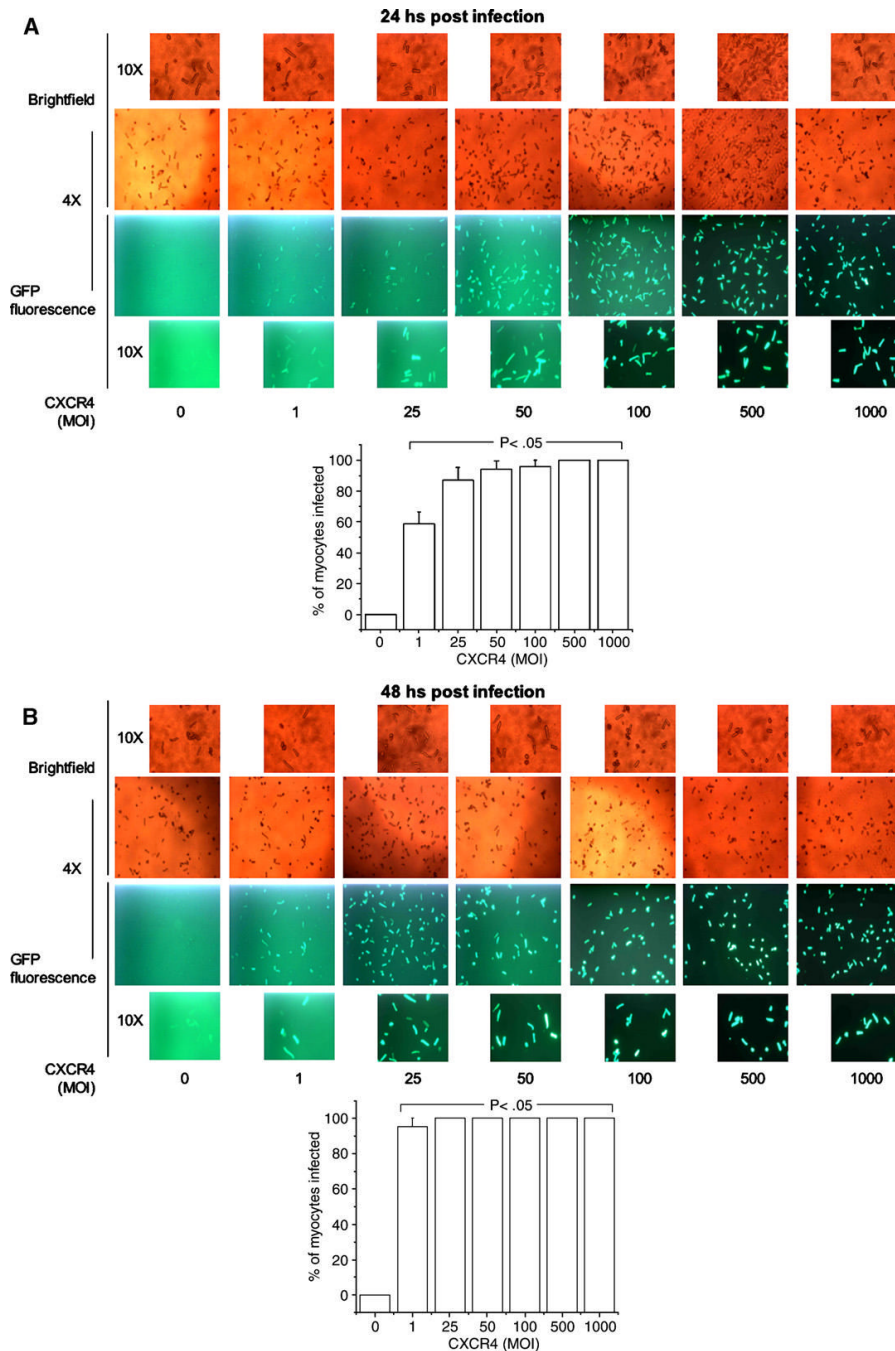 A
24 hs post infection
10X
Brightfield
4X
GFP
fluorescence
10X
CXCR4
(MOI)
0 1 25 50 100 500 1000
P< .05
100
80
60
40
20
0
% of myocytes infected
0 1 25 50 100 500 1000
CXCR4 (MOI)
B
48 hs post infection
10X
Brightfield
4X
GFP
fluorescence
10X
CXCR4
(MOI)
0 1 25 50 100 500 1000
P< .05
100
80
60
40
20
0
% of myocytes infected
0 1 25 50 100 500 1000
CXCR4 (MOI)